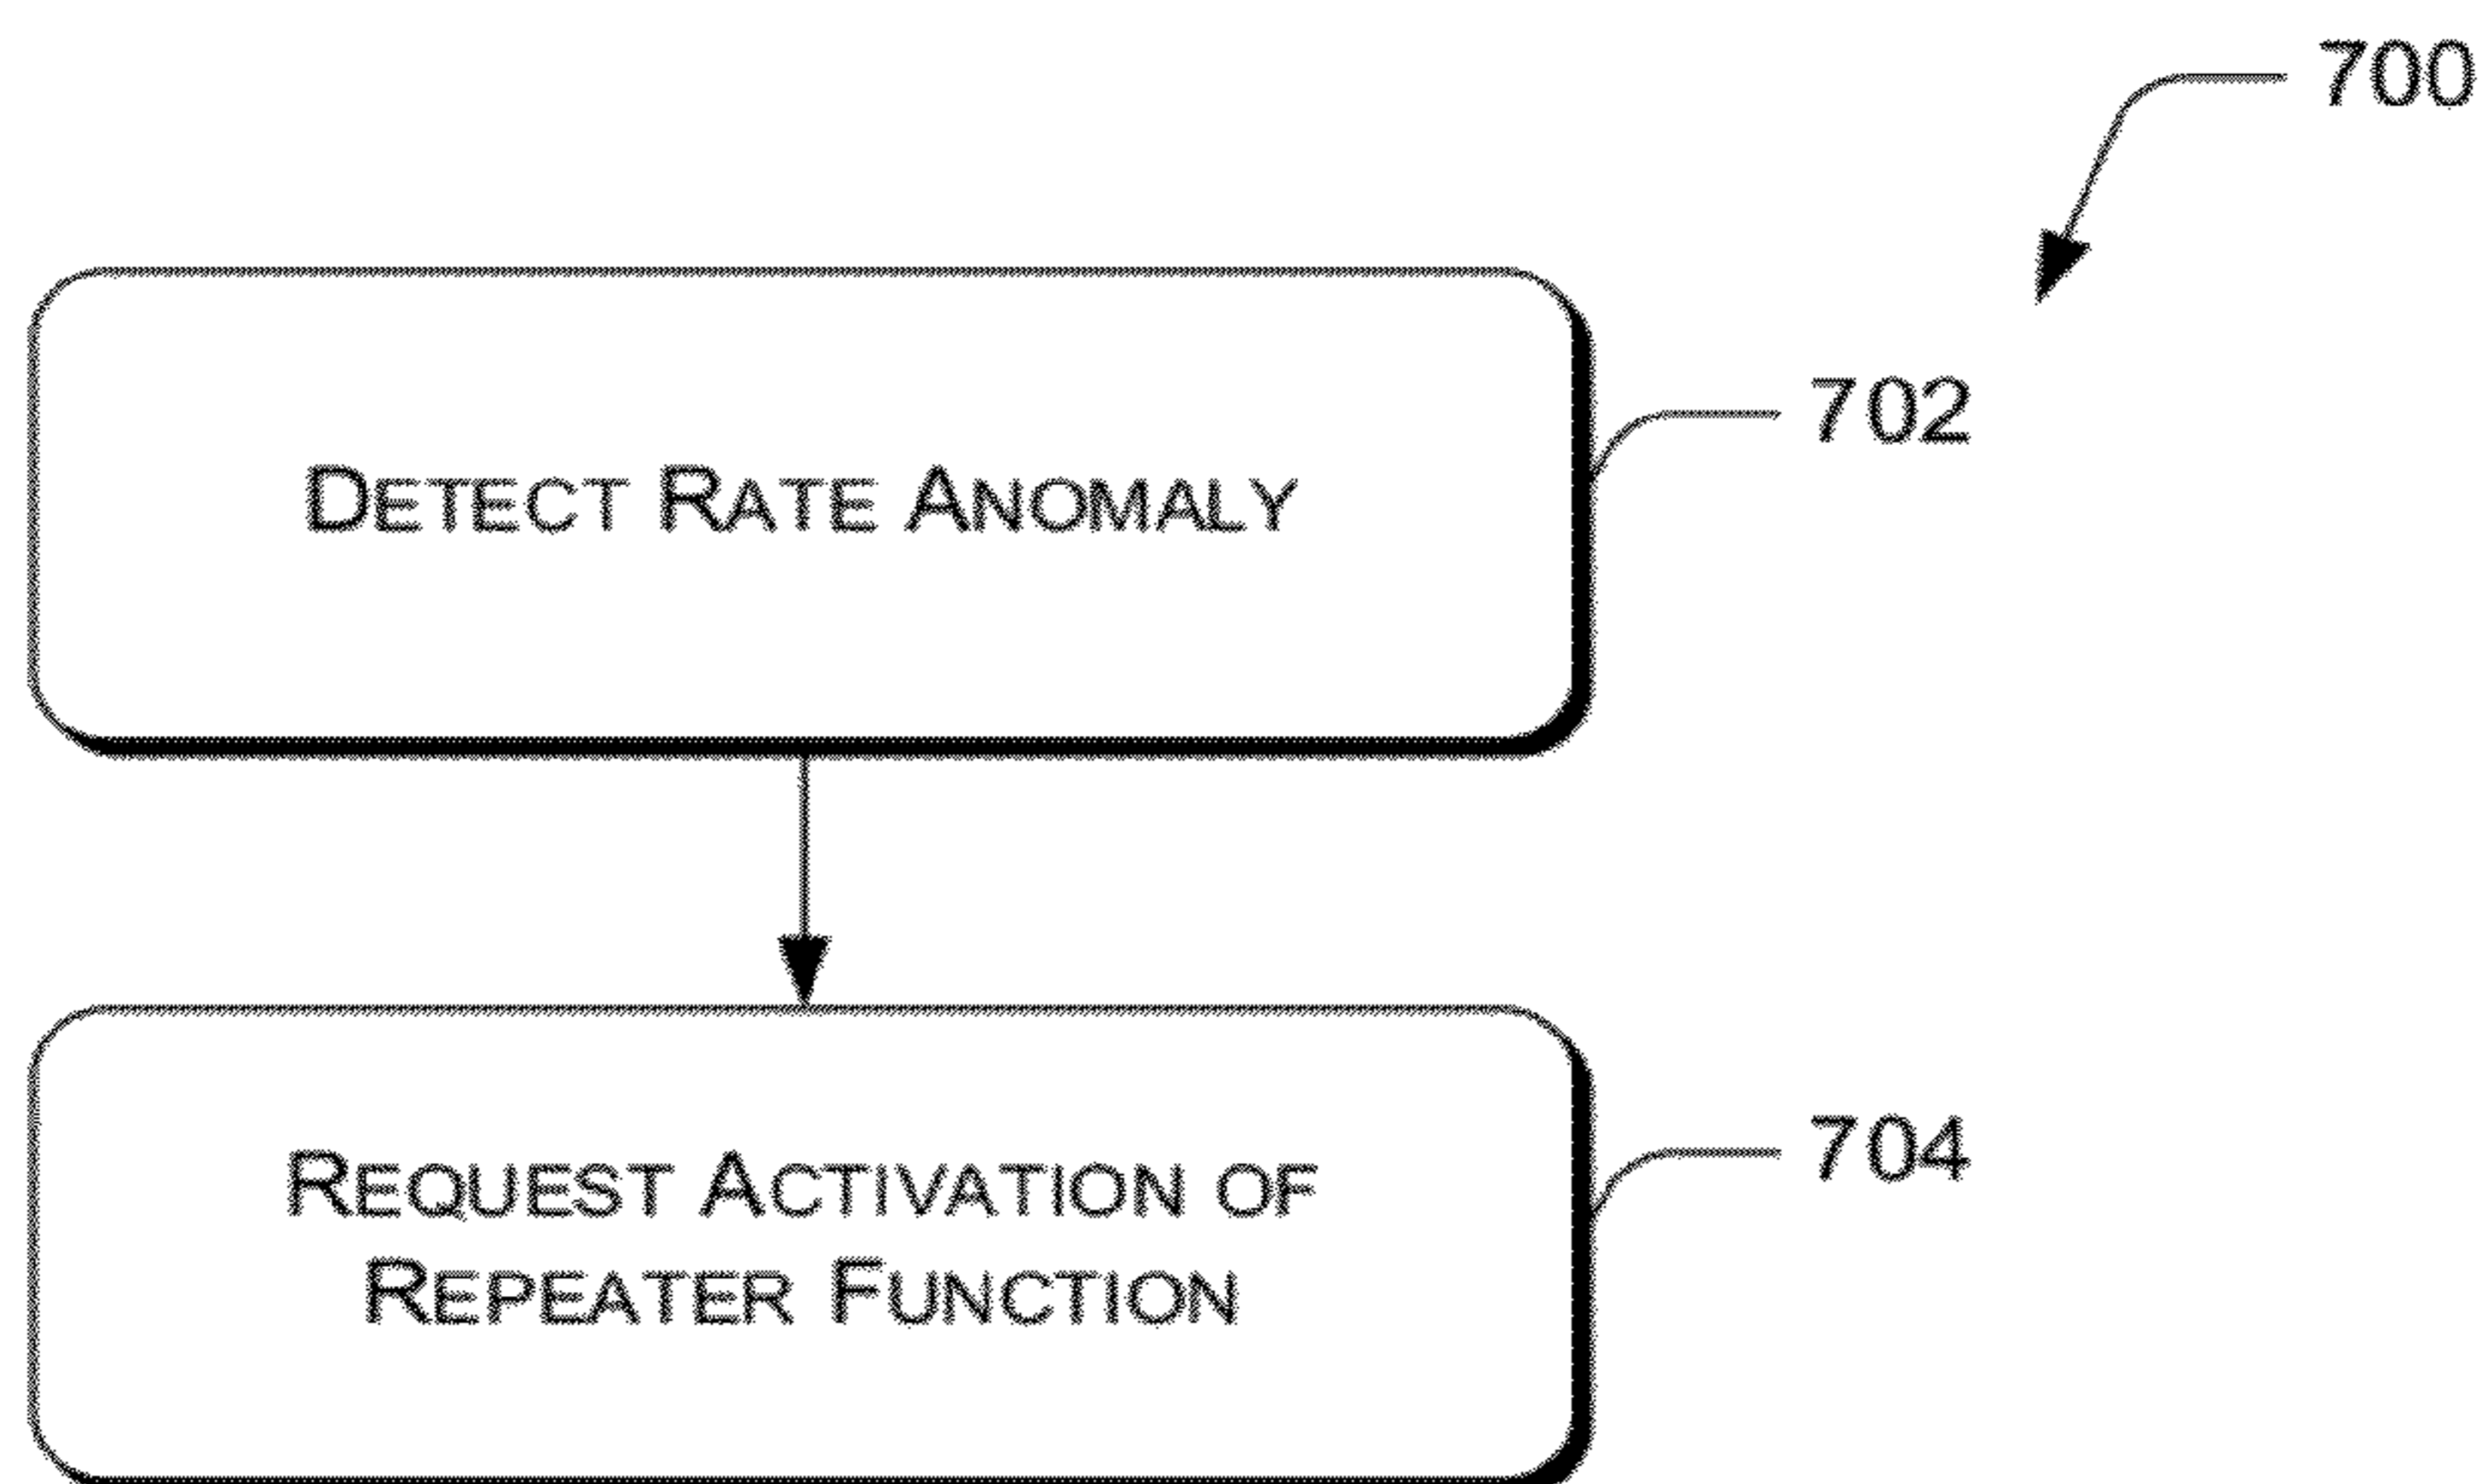 700
702
DETECT RATE ANOMALY
704
REQUEST ACTIVATION OF
REPEATER FUNCTION